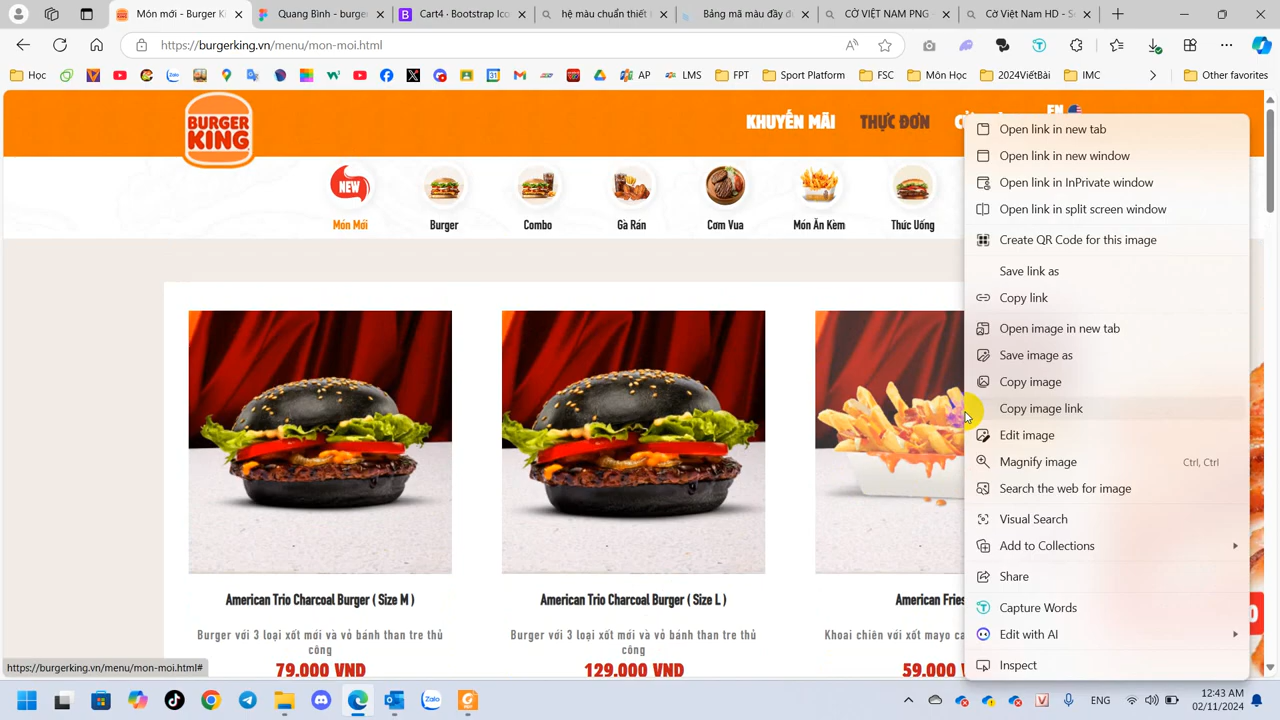 Món mới - Burger K
Quang Charcoal Bur
Cart4 · Bootstrap Ico
hệ màu chuẩn thiết
Bảng mã màu đầy đ
CỜ VIỆT NAM PNG
Cờ Việt Nam HD - S
https://burgerking.vn/menu/mon-moi.html
Học
Zalo
AP
LMS
FPT
Sport Platform
FSC
Môn Học
2024ViếtBài
IMC
Other favorites
BURGER
KING
KHUYẾN MÃI
THỰC ĐƠN
EN
NEW
Món Mới
Burger
Combo
Gà Rán
Cơm Vua
Món Ăn Kèm
Thức Uống
Open link in new tab
Open link in new window
Open link in InPrivate window
Open link in split screen window
Create QR Code for this image
Save link as
Copy link
Open image in new tab
Save image as
Copy image
Copy image link
Edit image
Magnify image Ctrl, Ctrl
Search the web for image
Visual Search
Add to Collections
Share
Capture Words
Edit with AI
Inspect
American Trio Charcoal Burger ( Size M )
Burger với 3 loại xốt mới và vỏ bánh than tre thủ
công
79.000 VND
American Trio Charcoal Burger ( Size L )
Burger với 3 loại xốt mới và vỏ bánh than tre thủ
công
129.000 VND
American Fries
Khoai chiên với xốt mayo ca
59.000
https://burgerking.vn/menu/mon-moi.html#
Zalo
ENG
12:43 AM
02/11/2024